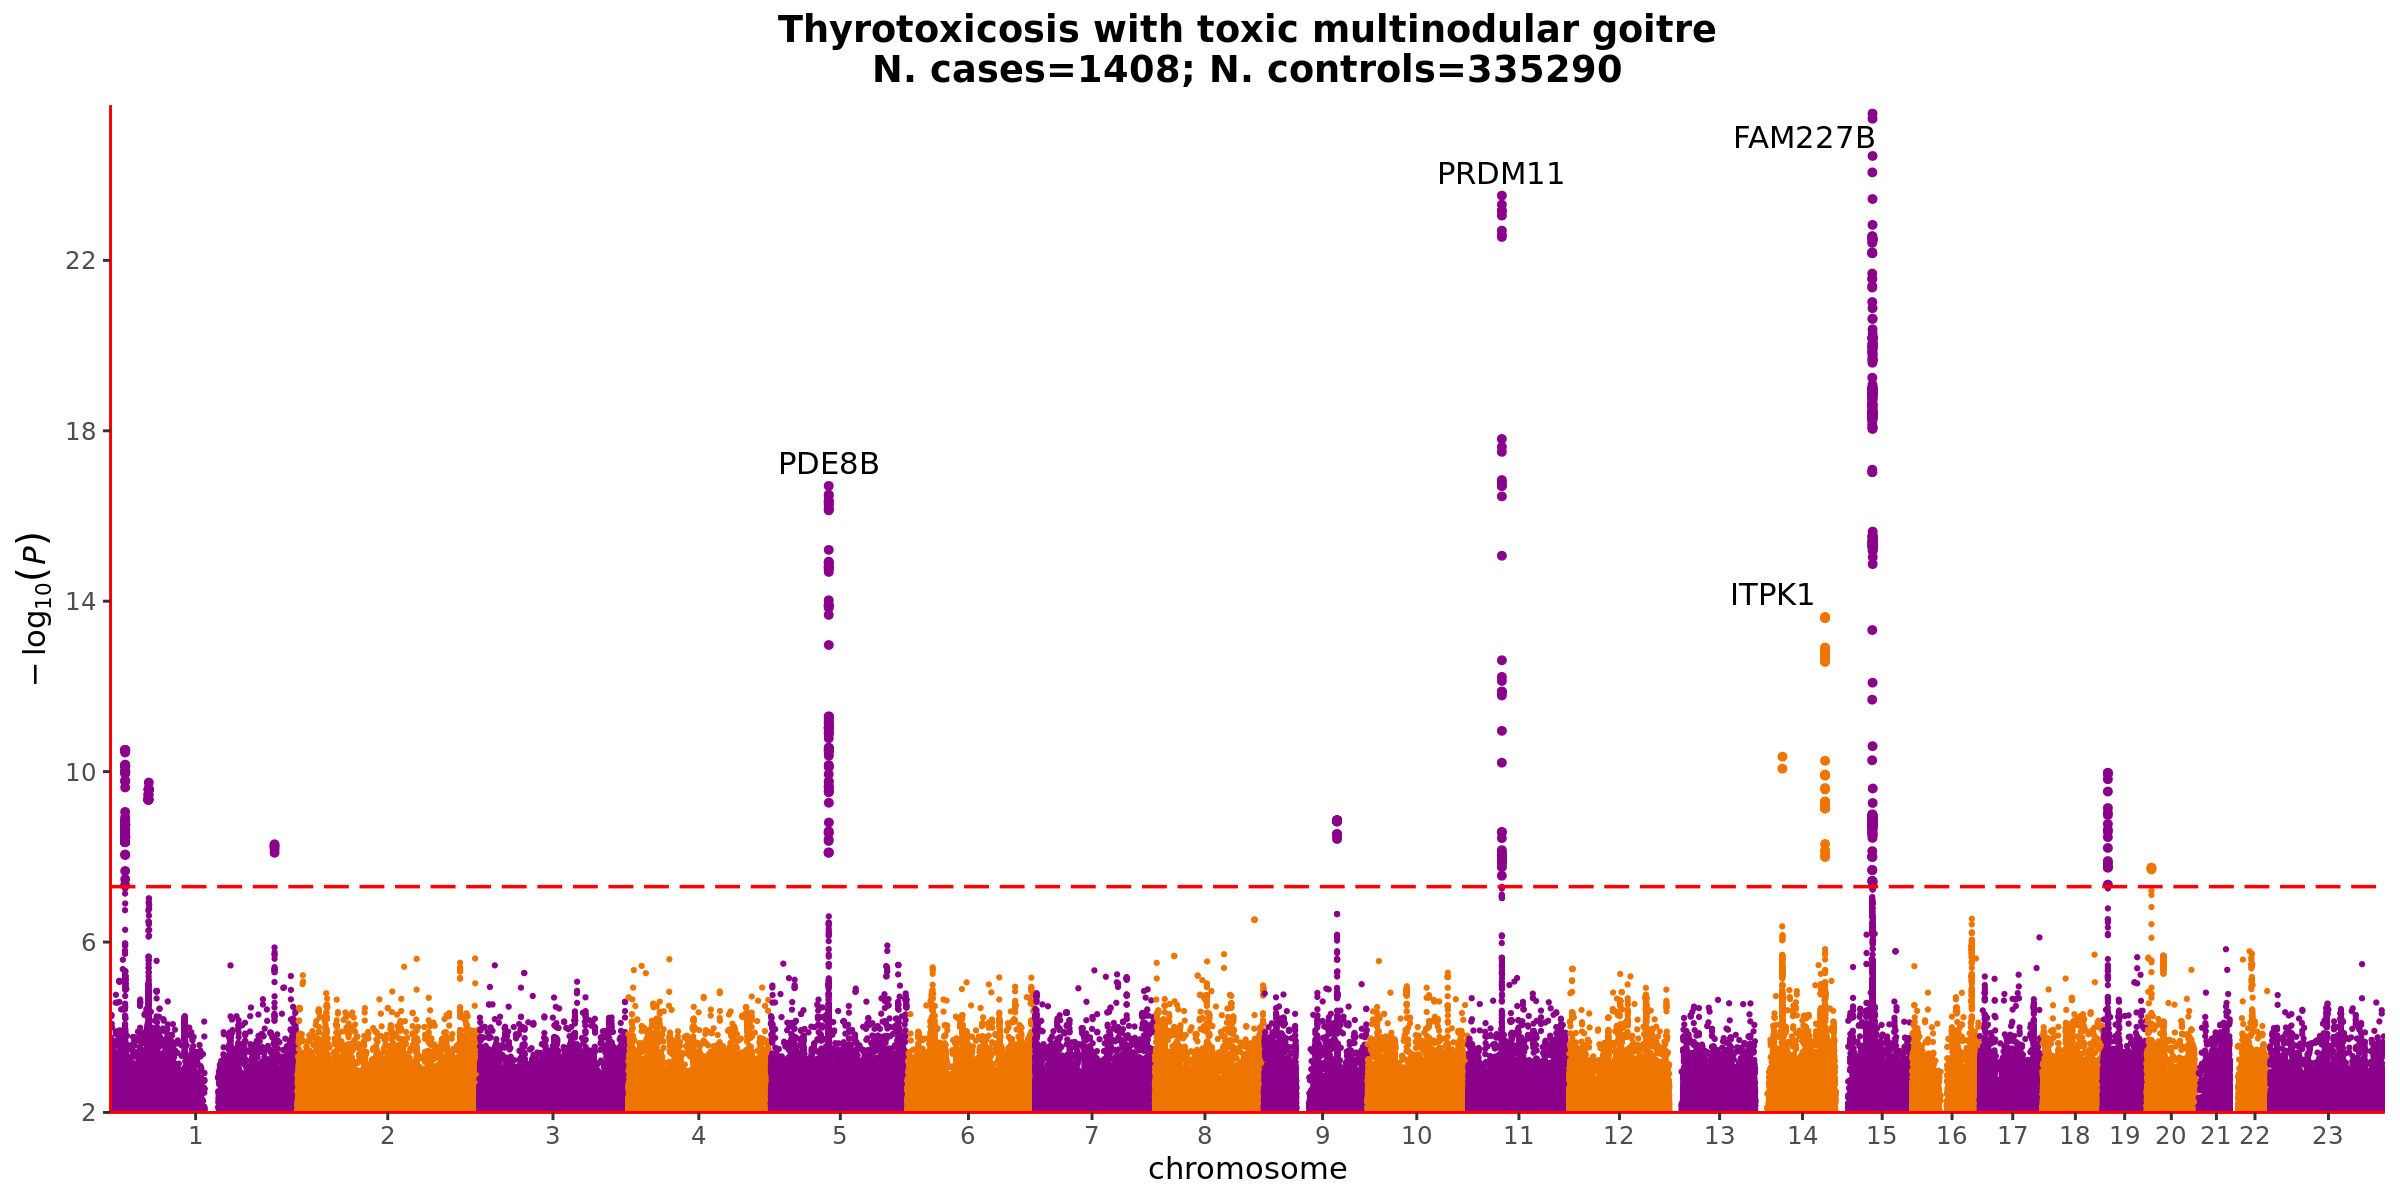 Thyrotoxicosis with toxic multinodular goitre
N. cases=1408; N. controls=335290
FAM227B
PRDM11
PDE8B
ITPK1
22
18
14
10
6
2
−log10(P)
1 2 3 4 5 6 7 8 9 10 11 12 13 14 15 16 17 18 19 20 21 22 23
chromosome